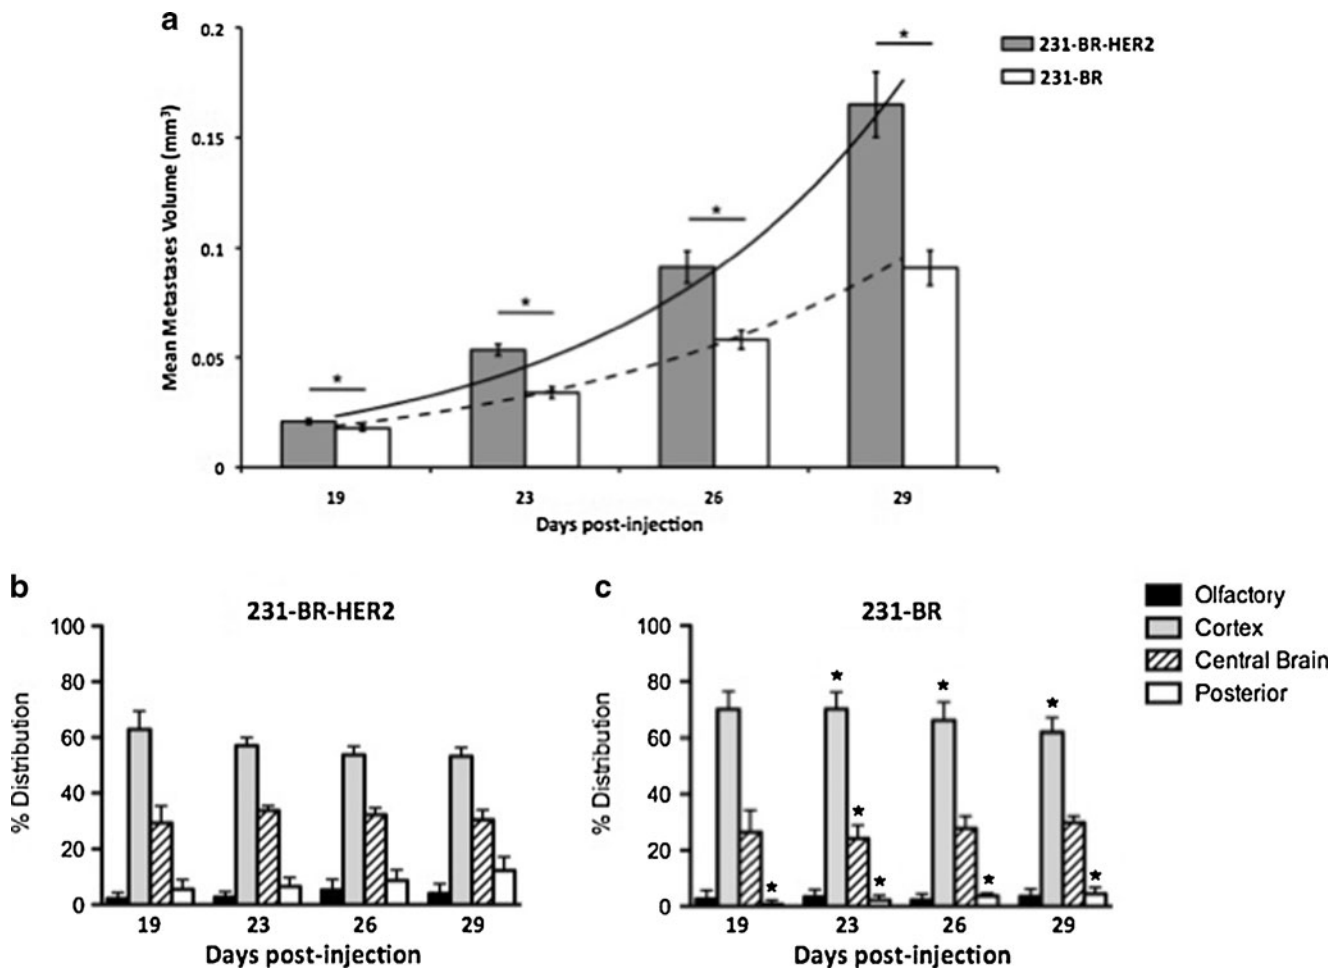 a
0.2
0.15
0.1
0.05
0
Mean Metastases Volume (mm³)
*
*
*
*
19 23 26 29
Days post-injection
231-BR-HER2
231-BR
b
231-BR-HER2
100
80
60
40
20
0
% Distribution
19 23 26 29
Days post-injection
c
231-BR
100
80
60
40
20
0
% Distribution
19 23 26 29
Days post-injection
Olfactory
Cortex
Central Brain
Posterior